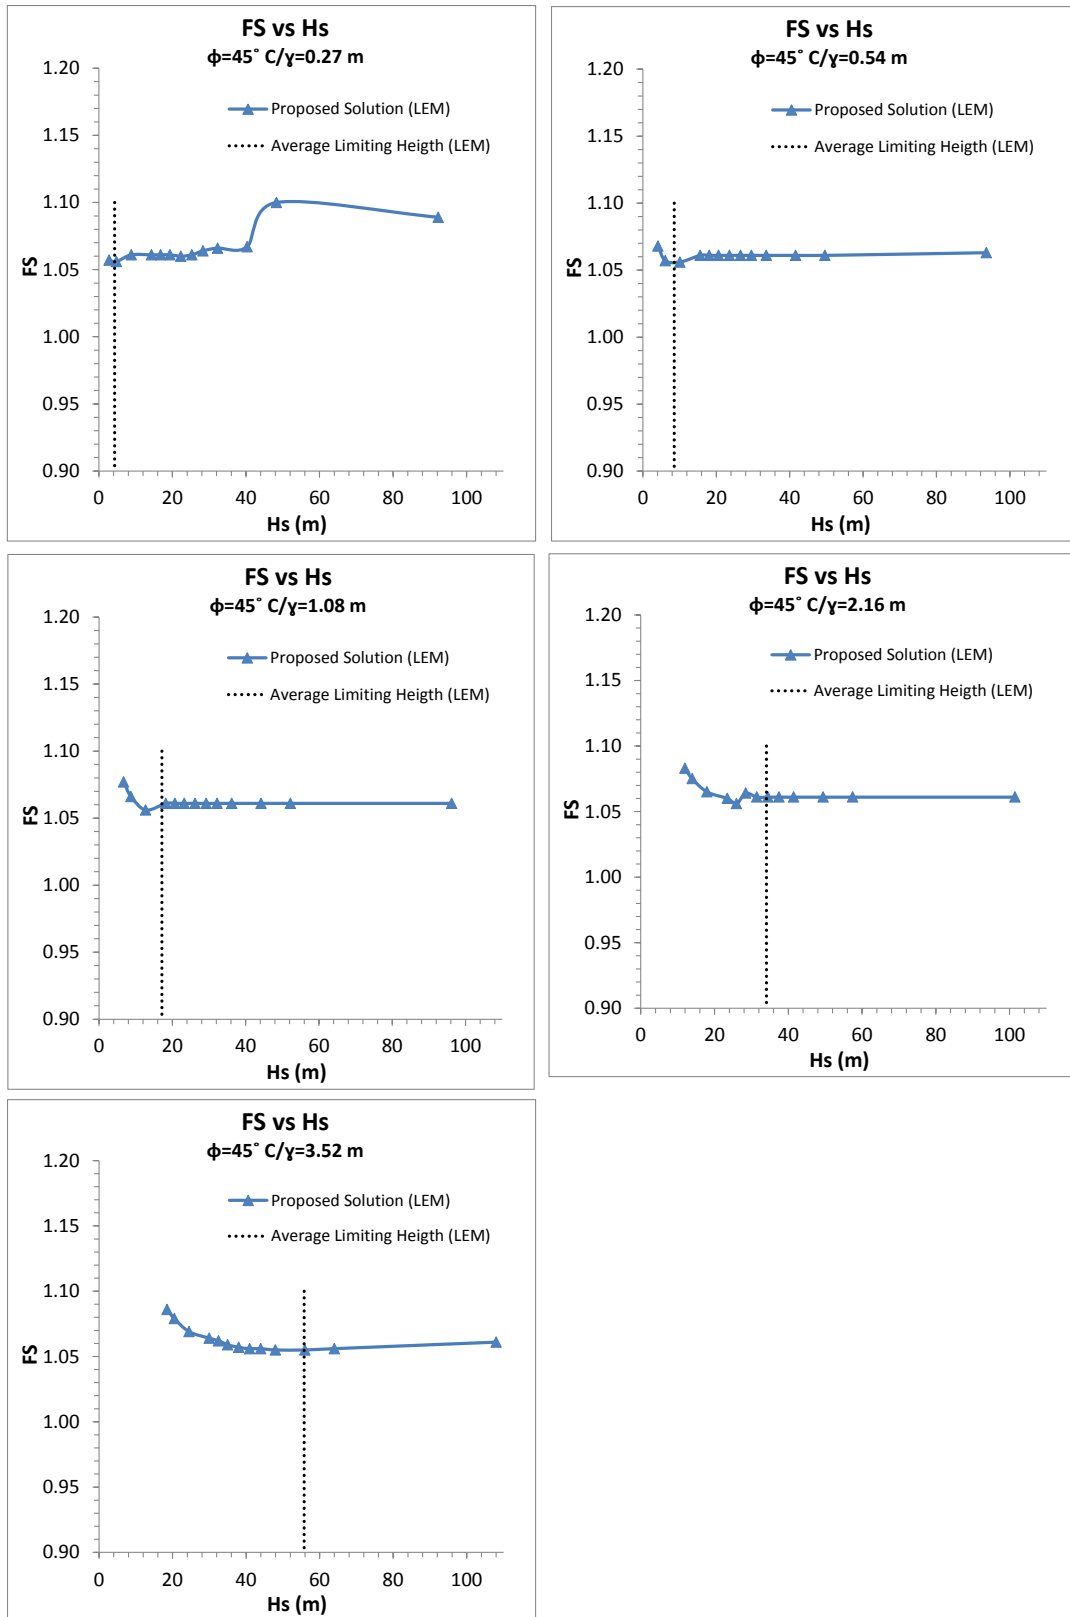 FS vs Hs
ϕ=45° C/ɣ=0.27 m
1.20
1.15
1.10
1.05
1.00
0.95
0.90
FS
0
20
40
60
80
100
Hs (m)
Proposed Solution (LEM)
Average Limiting Heigth (LEM)
FS vs Hs
ϕ=45° C/ɣ=0.54 m
1.20
1.15
1.10
1.05
1.00
0.95
0.90
FS
0
20
40
60
80
100
Hs (m)
Proposed Solution (LEM)
Average Limiting Heigth (LEM)
FS vs Hs
ϕ=45° C/ɣ=1.08 m
1.20
1.15
1.10
1.05
1.00
0.95
0.90
FS
0
20
40
60
80
100
Hs (m)
Proposed Solution (LEM)
Average Limiting Heigth (LEM)
FS vs Hs
ϕ=45° C/ɣ=2.16 m
1.20
1.15
1.10
1.05
1.00
0.95
0.90
FS
0
20
40
60
80
100
Hs (m)
Proposed Solution (LEM)
Average Limiting Heigth (LEM)
FS vs Hs
ϕ=45° C/ɣ=3.52 m
1.20
1.15
1.10
1.05
1.00
0.95
0.90
FS
0
20
40
60
80
100
Hs (m)
Proposed Solution (LEM)
Average Limiting Heigth (LEM)